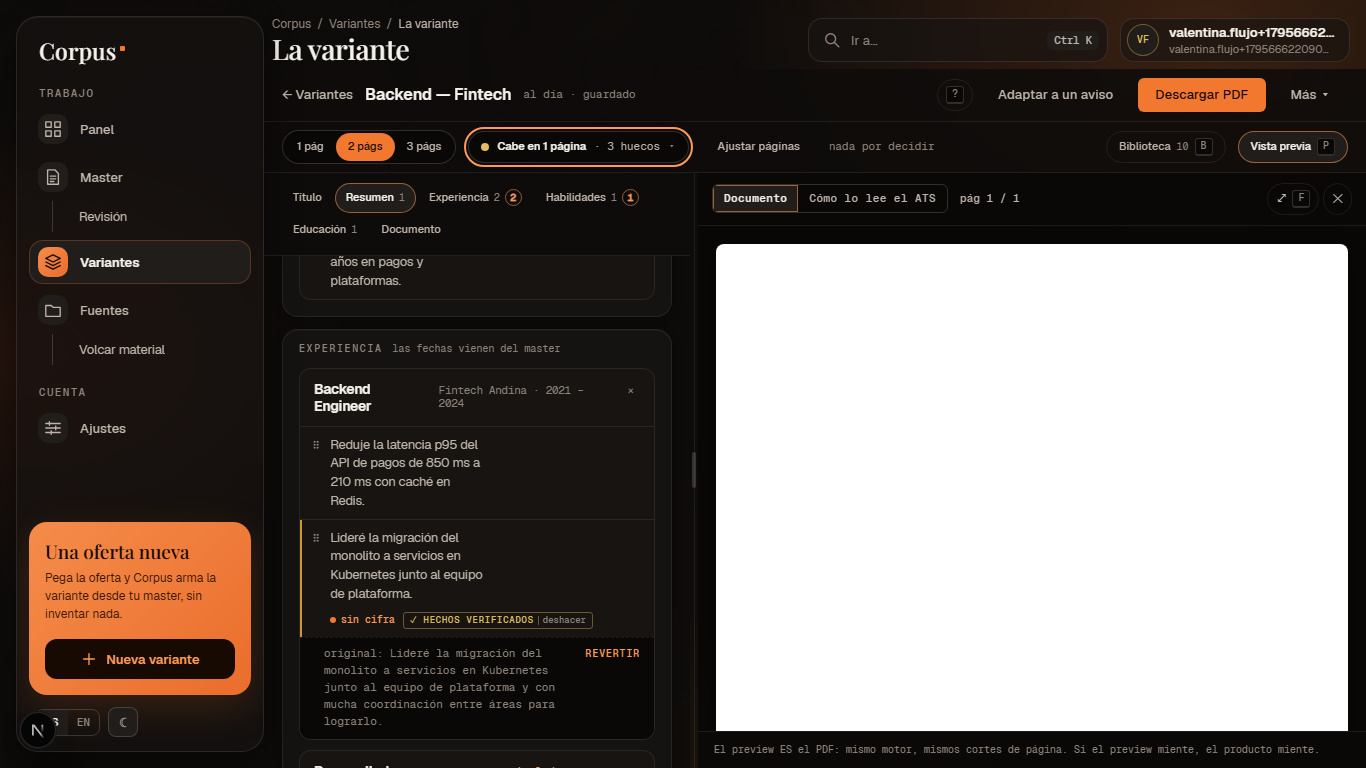 Corpus
TRABAJO
Panel
Master
Revisión
Variantes
Fuentes
Volcar material
CUENTA
Ajustes
Una oferta nueva
Pega la oferta y Corpus arma la
variante desde tu master, sin
inventar nada.
+ Nueva variante
EN
Corpus / Variantes / La variante
La variante
Ir a…
Ctrl K
VF
valentina.flujo+17956662…
valentina.flujo+179566622090…
← Variantes
Backend — Fintech
al día · guardado
?
Adaptar a un aviso
Descargar PDF
Más
1 pág
2 págs
3 págs
Cabe en 1 página · 3 huecos
Ajustar páginas
nada por decidir
Biblioteca 10 B
Vista previa P
Título
Resumen 1
Experiencia 2 2
Habilidades 1 1
Educación 1
Documento
años en pagos y
plataformas.
EXPERIENCIA las fechas vienen del master
Backend
Engineer
Fintech Andina · 2021 –
2024
×
Reduje la latencia p95 del
API de pagos de 850 ms a
210 ms con caché en
Redis.
Lideré la migración del
monolito a servicios en
Kubernetes junto al equipo
de plataforma.
sin cifra
✓ HECHOS VERIFICADOS | deshacer
original: Lideré la migración del
monolito a servicios en Kubernetes
junto al equipo de plataforma y con
mucha coordinación entre áreas para
lograrlo.
REVERTIR
Documento
Cómo lo lee el ATS
pág 1 / 1
F
El preview ES el PDF: mismo motor, mismos cortes de página. Si el preview miente, el producto miente.